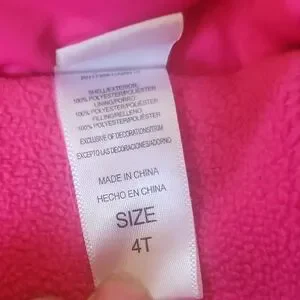 SHELL/EXTERIOR:
100% POLYESTER/POLIÉSTER
LINING/FORRO:
100% POLYESTER/POLIÉSTER
FILLING/RELLENO:
100% POLYESTER/POLIÉSTER
EXCLUSIVE OF DECORATION/TRIM
EXCEPTO LAS DECORACIONES/ADORNO
MADE IN CHINA
HECHO EN CHINA
SIZE
4T